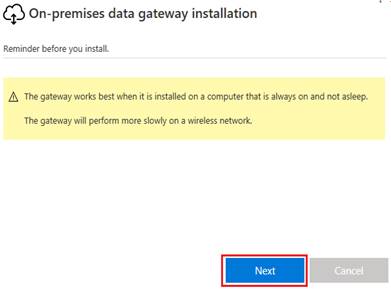 On-premises data gateway installation
Reminder before you install.
The gateway works best when it is installed on a computer that is always on and not asleep.
The gateway will perform more slowly on a wireless network.
Next
Cancel